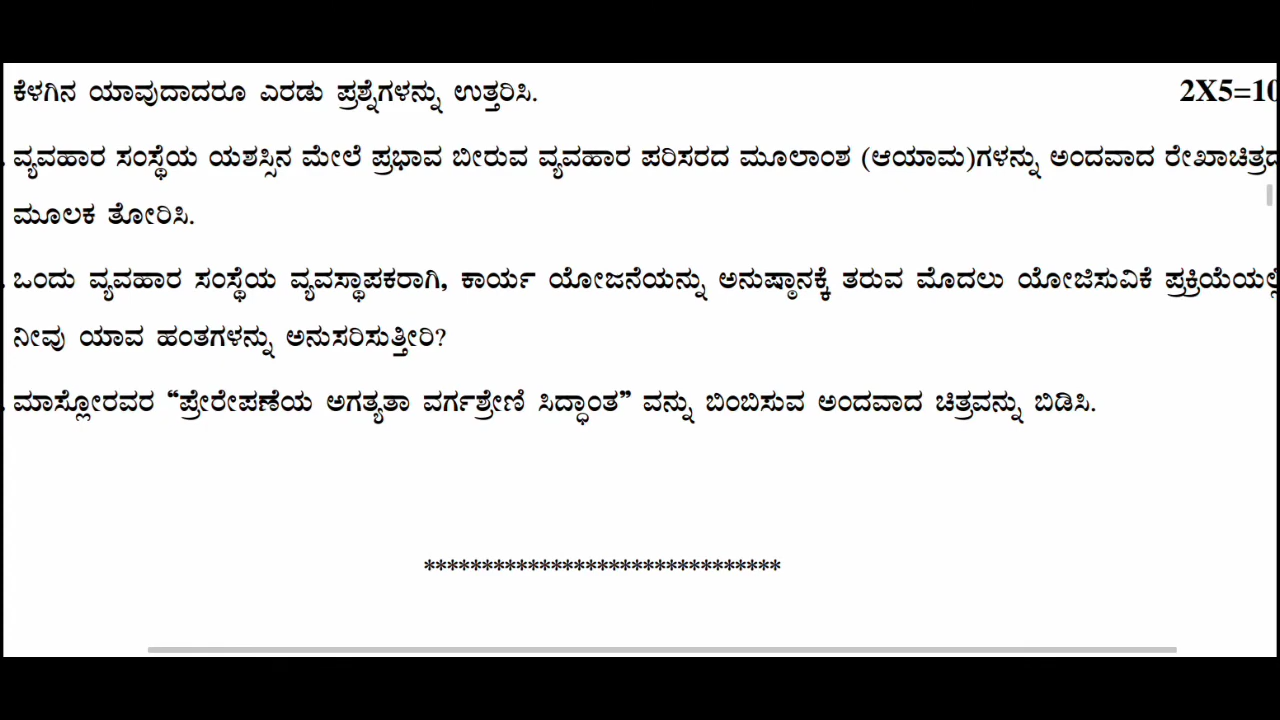 ಕೆಳಗಿನ ಯಾವುದಾದರೂ ಎರಡು ಪ್ರಶ್ನೆಗಳನ್ನು ಉತ್ತರಿಸಿ. 2X5=10
. ವ್ಯವಹಾರ ಸಂಸ್ಥೆಯ ಯಶಸ್ಸಿನ ಮೇಲೆ ಪ್ರಭಾವ ಬೀರುವ ವ್ಯವಹಾರ ಪರಿಸರದ ಮೂಲಾಂಶ (ಆಯಾಮ)ಗಳನ್ನು ಅಂದವಾದ ರೇಖಾಚಿತ್ರದ
ಮೂಲಕ ತೋರಿಸಿ.
. ಒಂದು ವ್ಯವಹಾರ ಸಂಸ್ಥೆಯ ವ್ಯವಸ್ಥಾಪಕರಾಗಿ, ಕಾರ್ಯ ಯೋಜನೆಯನ್ನು ಅನುಷ್ಠಾನಕ್ಕೆ ತರುವ ಮೊದಲು ಯೋಜಿಸುವಿಕೆ ಪ್ರಕ್ರಿಯೆಯಲ್ಲಿ
ನೀವು ಯಾವ ಹಂತಗಳನ್ನು ಅನುಸರಿಸುತ್ತೀರಿ?
. ಮಾಸ್ಲೋರವರ “ಪ್ರೇರೇಪಣೆಯ ಅಗತ್ಯತಾ ವರ್ಗಶ್ರೇಣಿ ಸಿದ್ಧಾಂತ” ವನ್ನು ಬಿಂಬಿಸುವ ಅಂದವಾದ ಚಿತ್ರವನ್ನು ಬಿಡಿಸಿ.
*******************************